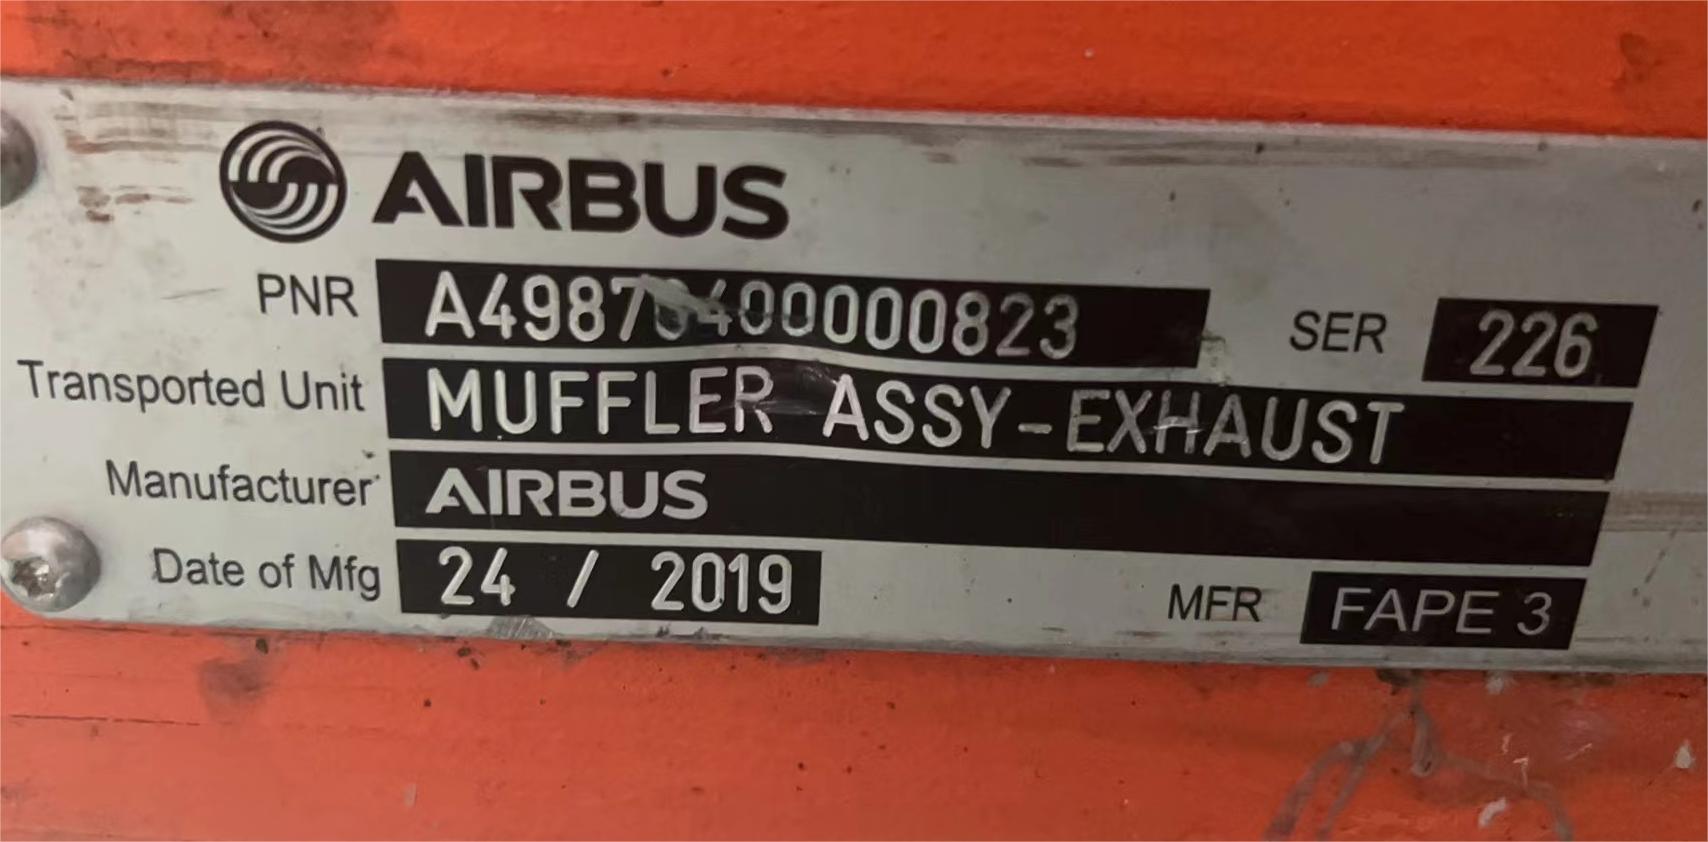 AIRBUS
PNR SER 226
Transported Unit MUFFLER ASSY-EXHAUST
Manufacturer AIRBUS
Date of Mfg 24 / 2019 MFR FAPE 3